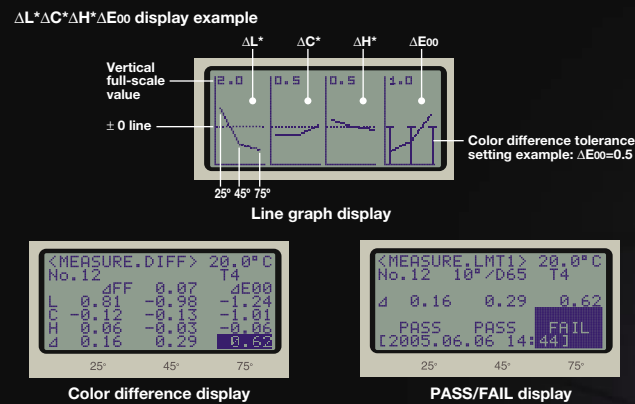 ΔL*ΔC*ΔH*ΔE00 display example
ΔL* ΔC* ΔH* ΔE00
Vertical
full-scale
value
2.0 0.5 0.5 1.0
± 0 line
Color difference tolerance
setting example: ΔE00=0.5
25° 45° 75°
Line graph display
<MEASURE.DIFF> 20.0°C
No.12 T4
ΔFF 0.07 ΔE00
L 0.81 -0.98 -1.24
C -0.12 -0.13 -1.01
H 0.06 -0.03 -0.06
Δ 0.16 0.29 0.62
25° 45° 75°
Color difference display
<MEASURE.LMT1> 20.0°C
No.12 10°/D65 T4
Δ 0.16 0.29 0.62
PASS PASS FAIL
[2005.06.06 14:44]
25° 45° 75°
PASS/FAIL display